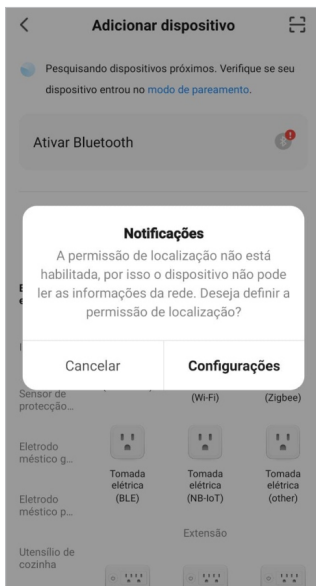 Adicionar dispositivo
Pesquisando dispositivos próximos. Verifique se seu
dispositivo entrou no modo de pareamento.
Ativar Bluetooth
Notificações
A permissão de localização não está
habilitada, por isso o dispositivo não pode
ler as informações da rede. Deseja definir a
permissão de localização?
Cancelar
Configurações
Sensor de
protecção...
(Wi-Fi)
(Zigbee)
Eletrodo
méstico g...
Tomada
elétrica
(BLE)
Tomada
elétrica
(NB-IoT)
Tomada
elétrica
(other)
Eletrodo
méstico p...
Extensão
Utensílio de
cozinha